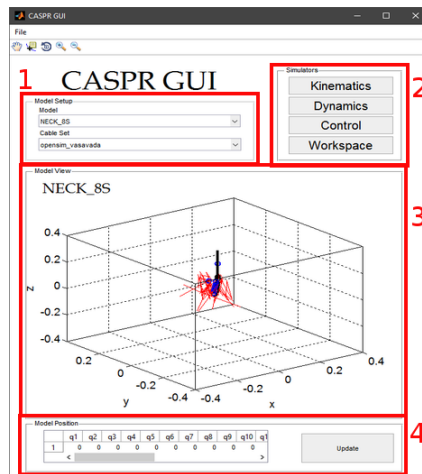 CASPR GUI
File
1
CASPR GUI
Model Setup
Model
NECK_8S
Cable Set
opensim_vasavada
Simulators
Kinematics
Dynamics
Control
Workspace
2
Model View
NECK_8S
3
0.4
0.2
0
-0.2
-0.4
z
0.2
0
-0.2
-0.4
y
-0.4
-0.2
0
0.2
0.4
x
4
Model Position
q1 q2 q3 q4 q5 q6 q7 q8 q9 q10 q1
1 0 0 0 0 0 0 0 0 0 0
Update